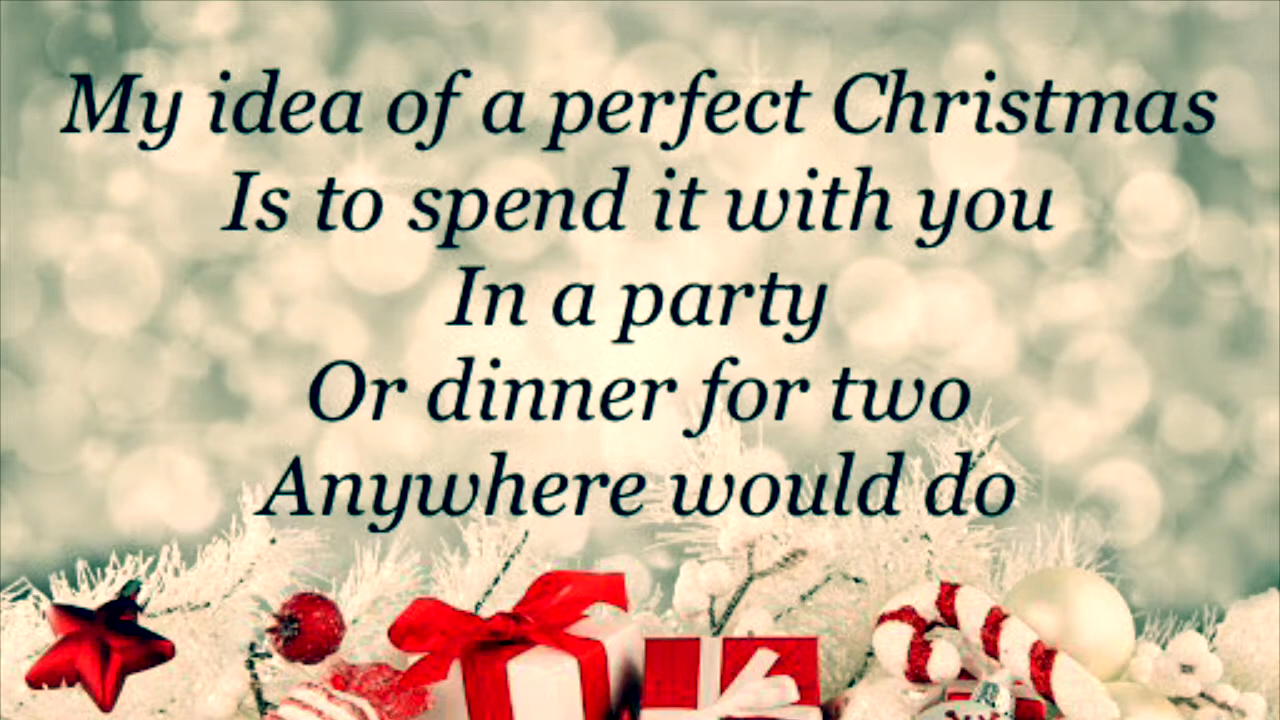 My idea of a perfect Christmas
Is to spend it with you
In a party
Or dinner for two
Anywhere would do